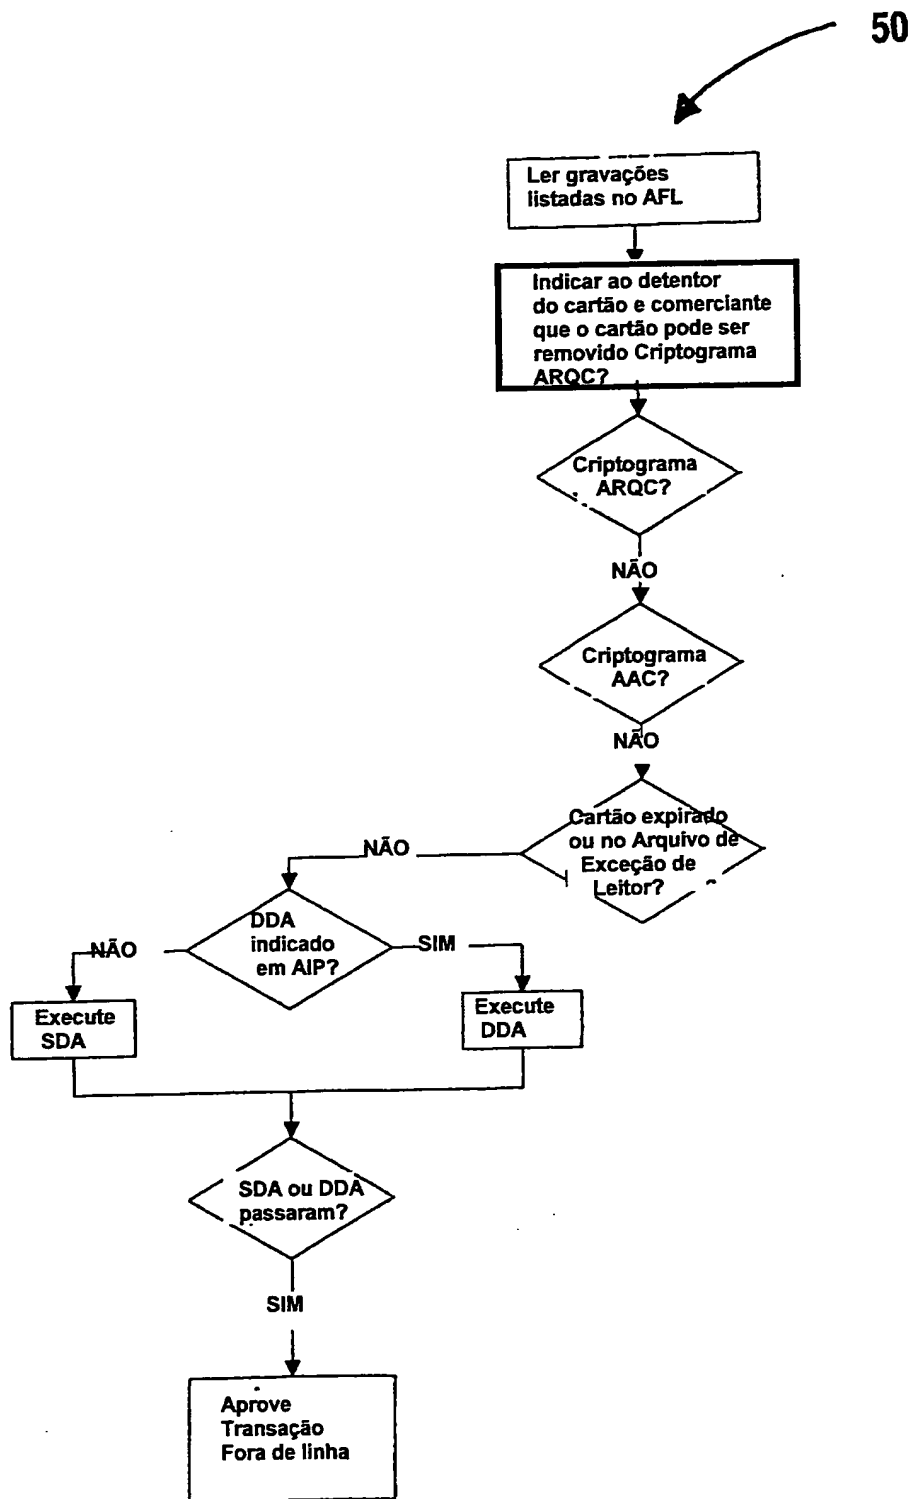 50
Ler gravações
listadas no AFL
Indicar ao detentor
do cartão e comerciante
que o cartão pode ser
removido Criptograma
ARQC?
Criptograma
ARQC?
NÃO
Criptograma
AAC?
NÃO
Cartão expirado
ou no Arquivo de
Exceção de
Leitor?
NÃO
DDA
indicado
em AIP?
NÃO
SIM
Execute
SDA
Execute
DDA
SDA ou DDA
passaram?
SIM
Aprove
Transação
Fora de linha